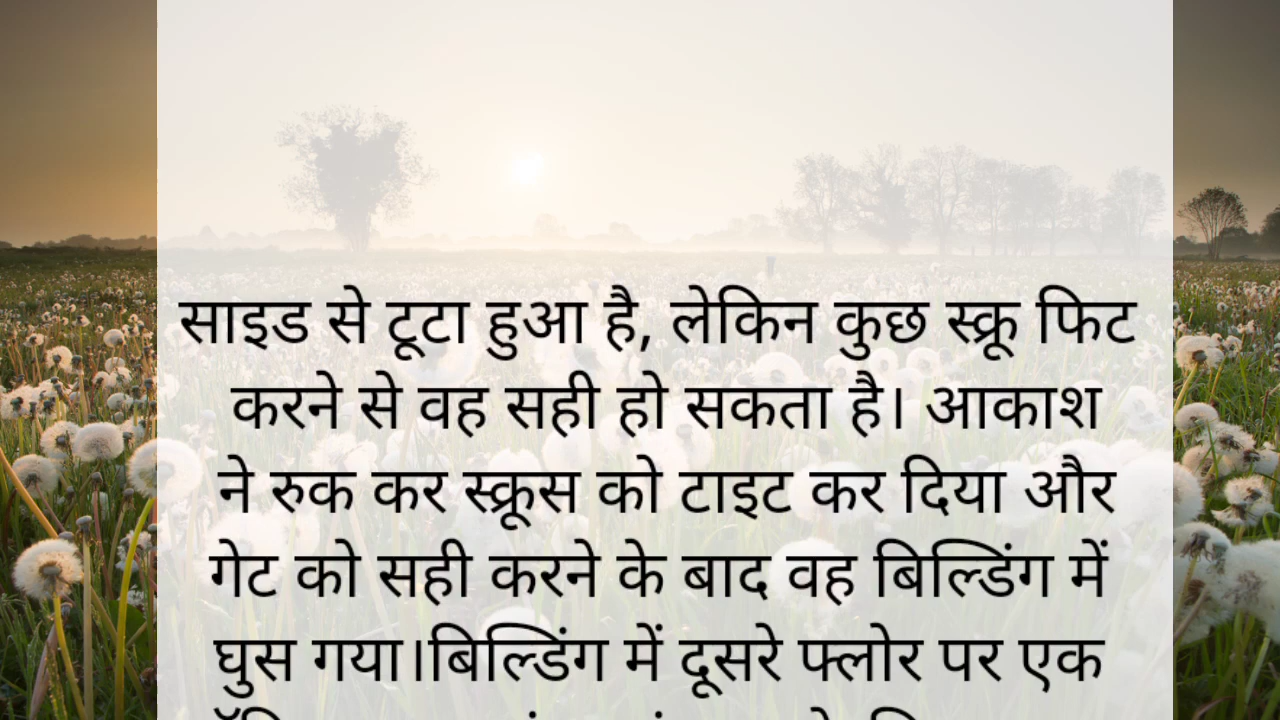 साइड से टूटा हुआ है, लेकिन कुछ स्क्रू फिट
करने से वह सही हो सकता है। आकाश
ने रुक कर स्क्रूस को टाइट कर दिया और
गेट को सही करने के बाद वह बिल्डिंग में
घुस गया।बिल्डिंग में दूसरे फ्लोर पर एक